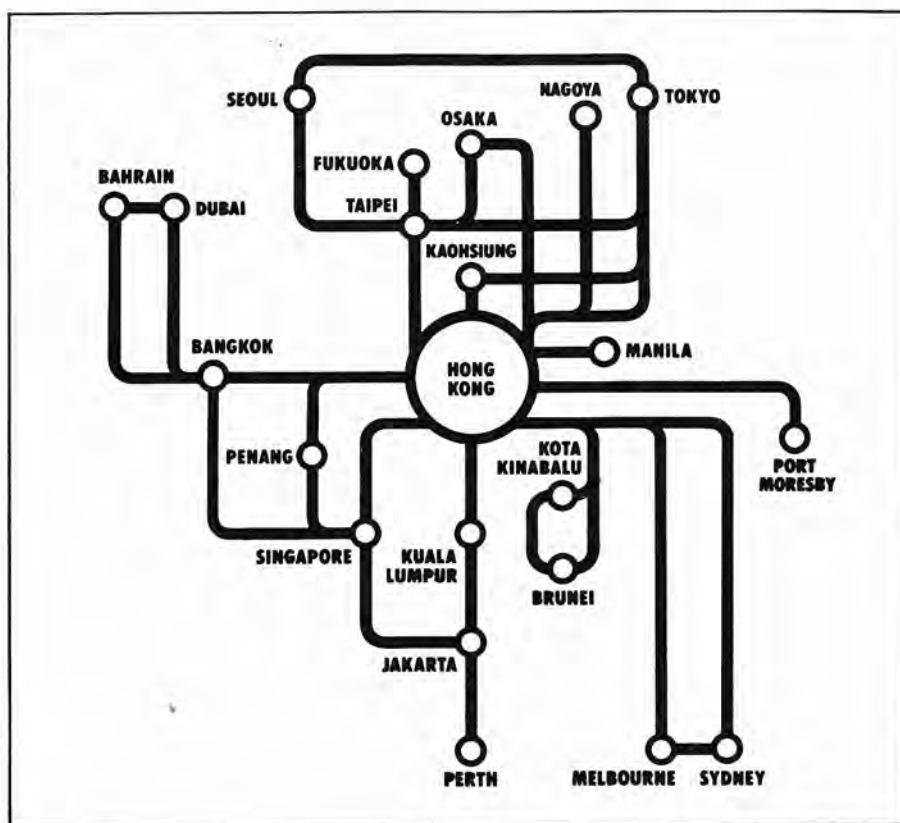 SEOUL
NAGOYA
TOKYO
OSAKA
FUKUOKA
BAHRAIN
DUBAI
TAIPEI
KAOHSIUNG
BANGKOK
HONG
KONG
MANILA
PENANG
KOTA
KINABALU
PORT
MORESBY
SINGAPORE
KUALA
LUMPUR
BRUNEI
JAKARTA
PERTH
MELBOURNE
SYDNEY